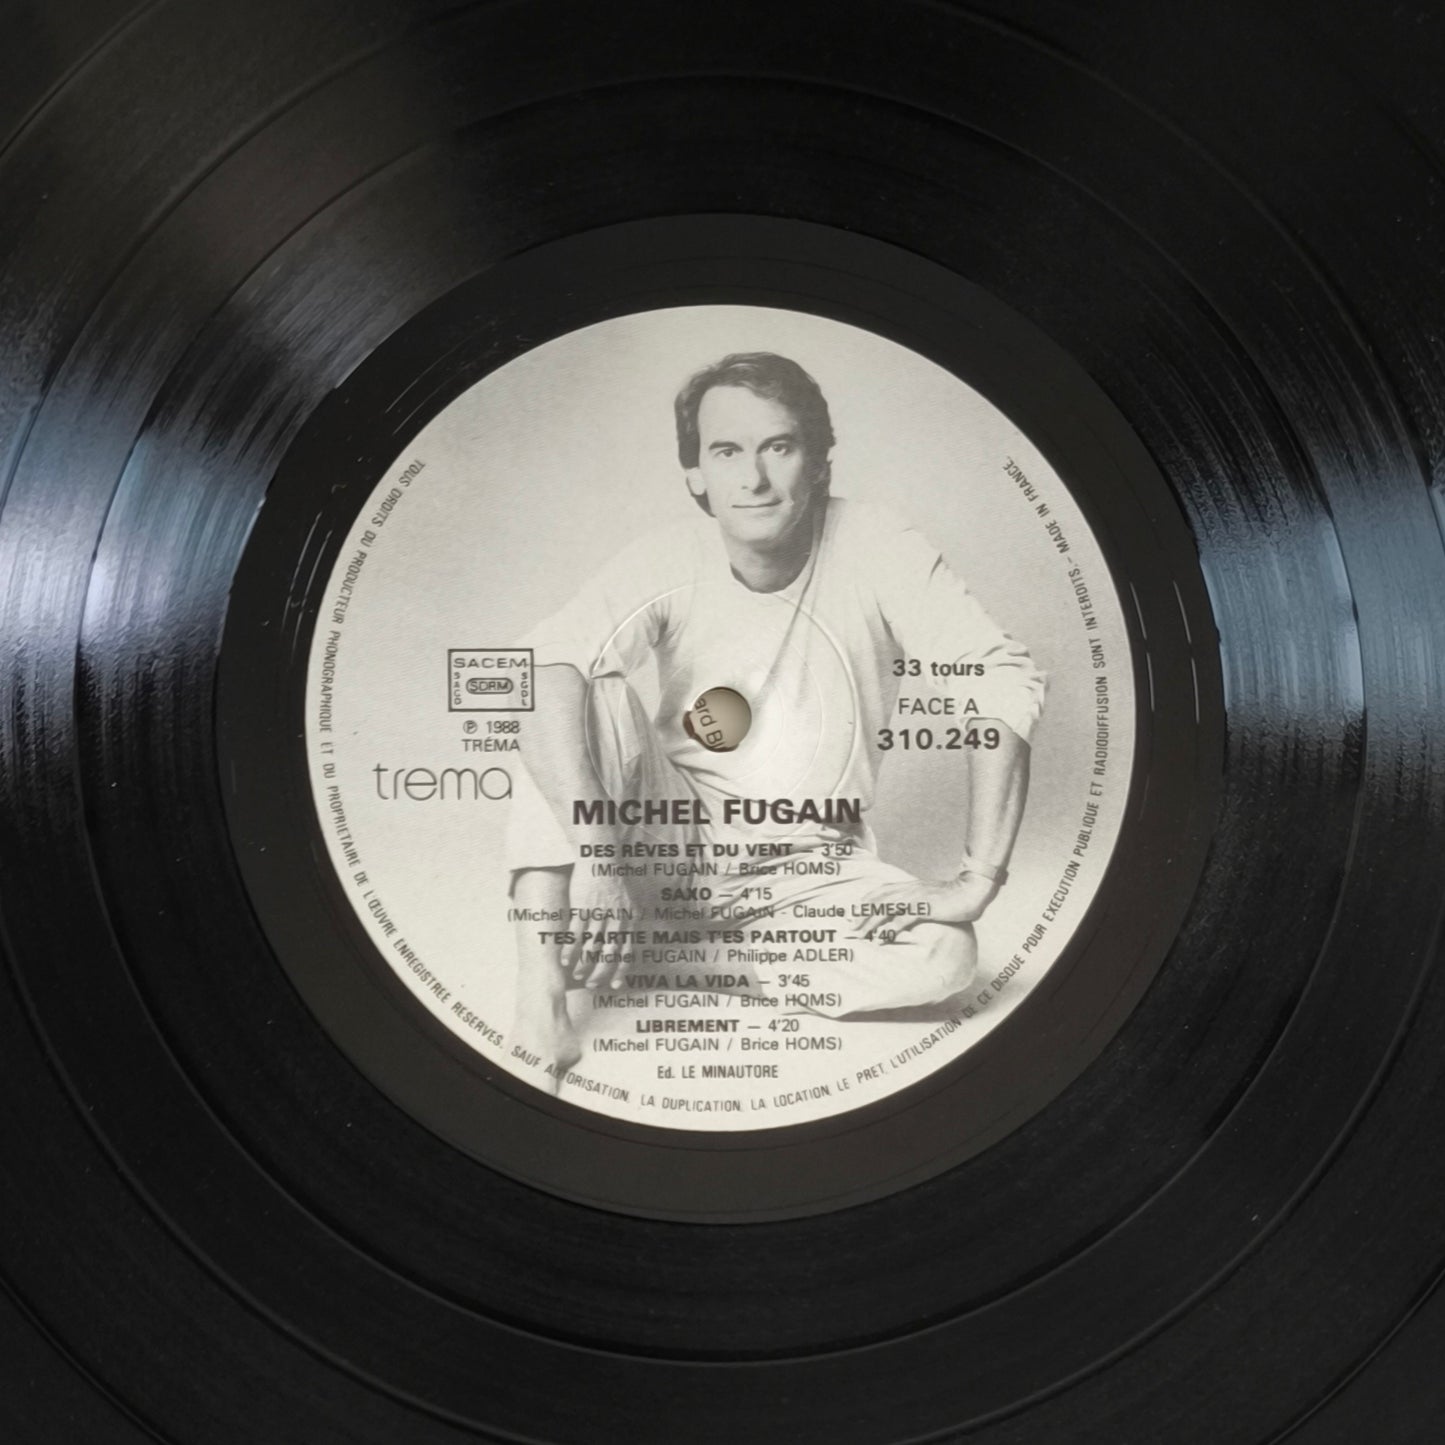 SACEM
SACD
SDRM
SGDL
℗ 1988
TRÉMA
trema
33 tours
FACE A
310.249
MICHEL FUGAIN
DES RÊVES ET DU VENT — 3'50
(Michel FUGAIN / Brice HOMS)
SAXO — 4'15
(Michel FUGAIN / Michel FUGAIN - Claude LEMESLE)
T'ES PARTIE MAIS T'ES PARTOUT — 4'40
(Michel FUGAIN / Philippe ADLER)
VIVA LA VIDA — 3'45
(Michel FUGAIN / Brice HOMS)
LIBREMENT — 4'20
(Michel FUGAIN / Brice HOMS)
Ed. LE MINAUTORE
TOUS DROITS DU PRODUCTEUR PHONOGRAPHIQUE ET DU PROPRIETAIRE DE L'ŒUVRE ENREGISTREE RESERVES. SAUF AUTORISATION, LA DUPLICATION, LA LOCATION, LE PRET, L'UTILISATION DE CE DISQUE POUR EXECUTION PUBLIQUE ET RADIODIFFUSION SONT INTERDITS. - MADE IN FRANCE.